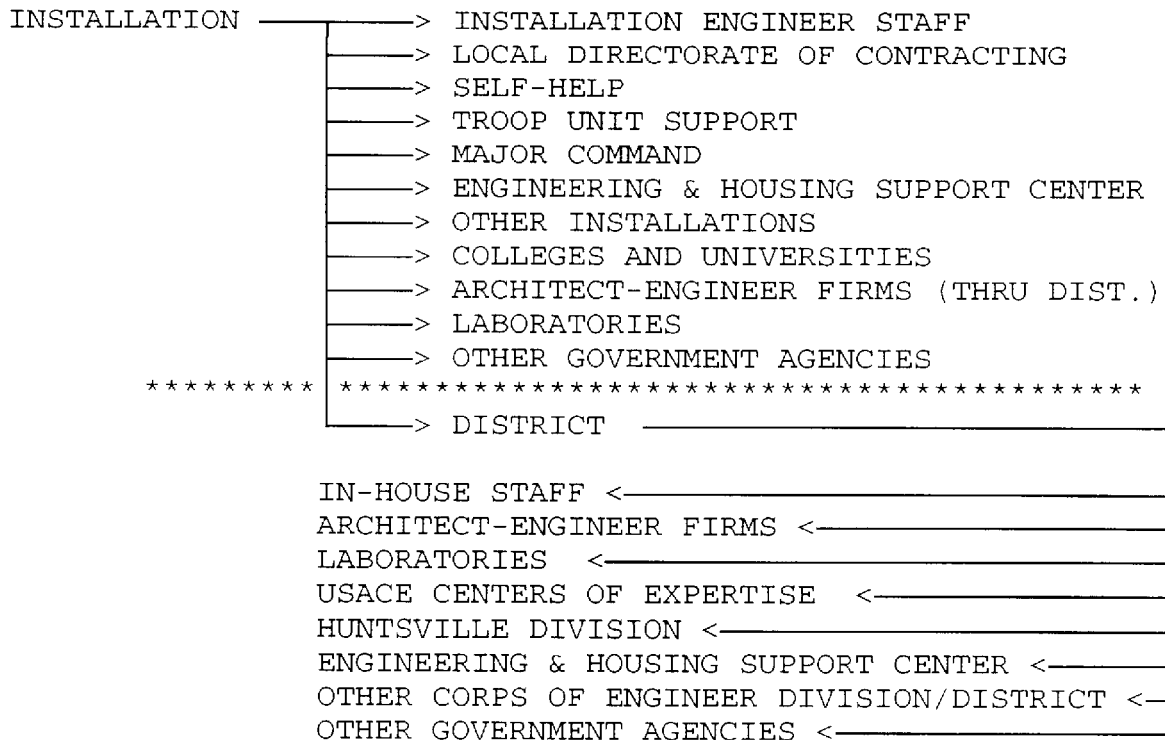 INSTALLATION ————> INSTALLATION ENGINEER STAFF
————> LOCAL DIRECTORATE OF CONTRACTING
————> SELF-HELP
————> TROOP UNIT SUPPORT
————> MAJOR COMMAND
————> ENGINEERING & HOUSING SUPPORT CENTER
————> OTHER INSTALLATIONS
————> COLLEGES AND UNIVERSITIES
————> ARCHITECT-ENGINEER FIRMS (THRU DIST.)
————> LABORATORIES
————> OTHER GOVERNMENT AGENCIES
********* ******************************************
————> DISTRICT ————
IN-HOUSE STAFF <————
ARCHITECT-ENGINEER FIRMS <————
LABORATORIES <————
USACE CENTERS OF EXPERTISE <————
HUNTSVILLE DIVISION <————
ENGINEERING & HOUSING SUPPORT CENTER <————
OTHER CORPS OF ENGINEER DIVISION/DISTRICT <—
OTHER GOVERNMENT AGENCIES <————